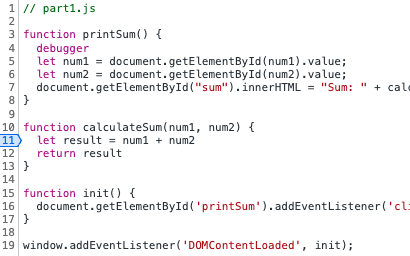 1 // part1.js
2
3 function printSum() {
4 debugger
5 let num1 = document.getElementById(num1).value;
6 let num2 = document.getElementById(num2).value;
7 document.getElementById("sum").innerHTML = "Sum: " + calc
8 }
9
10 function calculateSum(num1, num2) {
11 let result = num1 + num2
12 return result
13 }
14
15 function init() {
16 document.getElementById('printSum').addEventListener('cli
17 }
18
19 window.addEventListener('DOMContentLoaded', init);